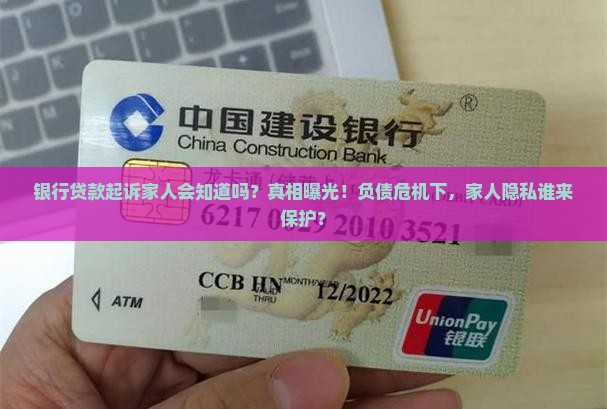 中国建设银行
®
China Construction Bank
龙卡通
银行贷款起诉家人会知道吗？真相曝光！负债危机下，家人隐私谁来
保护？
6217 0029 2010 3521
CCB HN
MONTH/YEAR
VALID
THRU
12/2022
ATM
UnionPay
银联